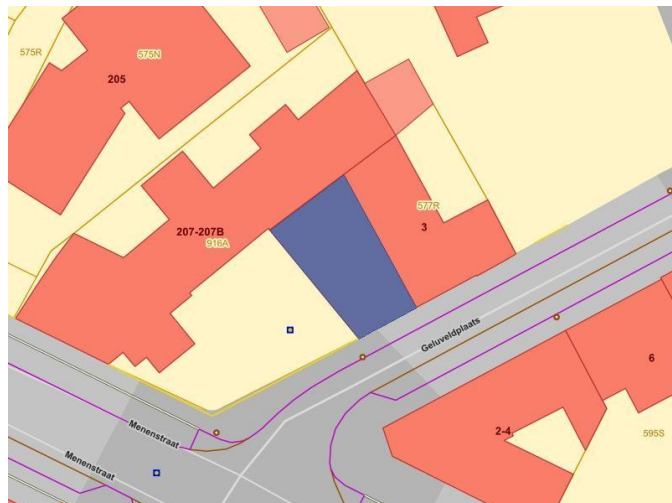 575R
575N
205
207-207B
916A
577R
3
Geluveldplaats
6
2-4
Menenstraat
Menenstraat
595S